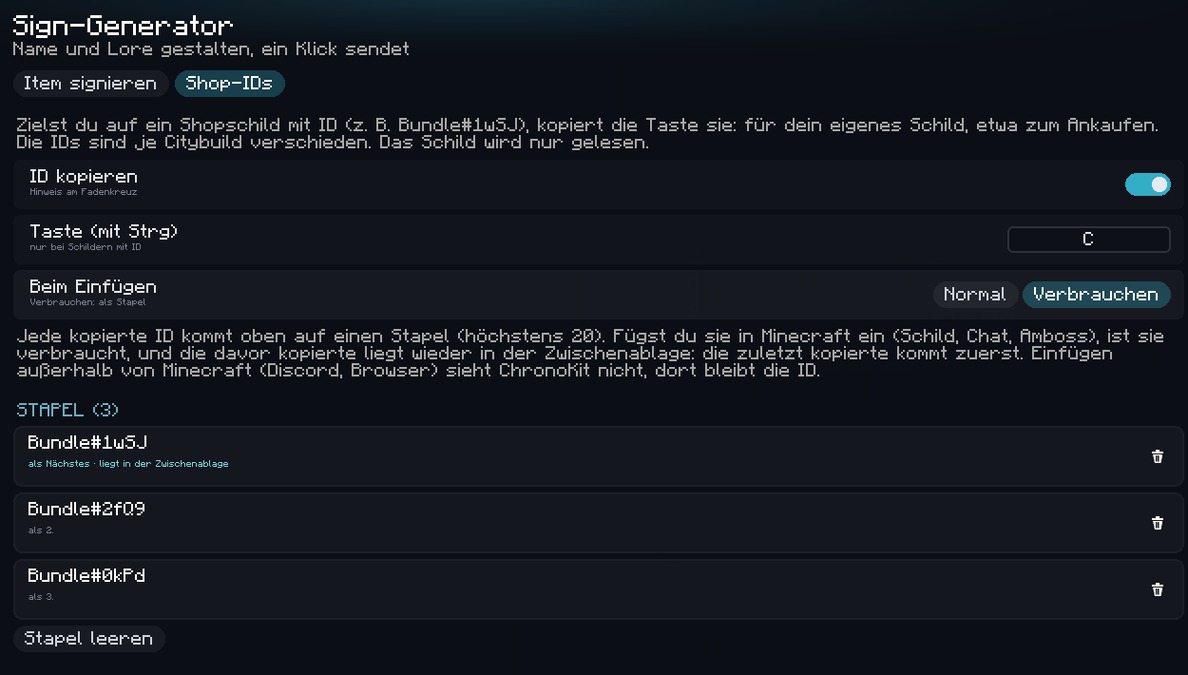 Sign-Generator
Name und Lore gestalten, ein Klick sendet
Item signieren
Shop-IDs
Zielst du auf ein Shopschild mit ID (z. B. Bundle#1wSJ), kopiert die Taste sie: für dein eigenes Schild, etwa zum Ankaufen.
Die IDs sind je Citybuild verschieden. Das Schild wird nur gelesen.
ID kopieren
Hinweis am Fadenkreuz
Taste (mit Strg)
nur bei Schildern mit ID
C
Beim Einfügen
Verbrauchen: als Stapel
Normal
Verbrauchen
Jede kopierte ID kommt oben auf einen Stapel (höchstens 20). Fügst du sie in Minecraft ein (Schild, Chat, Amboss), ist sie
verbraucht, und die davor kopierte liegt wieder in der Zwischenablage: die zuletzt kopierte kommt zuerst. Einfügen
außerhalb von Minecraft (Discord, Browser) sieht ChronoKit nicht, dort bleibt die ID.
STAPEL (3)
Bundle#1wSJ
als Nächstes · liegt in der Zwischenablage
Bundle#2fQ9
als 2.
Bundle#0kPd
als 3.
Stapel leeren